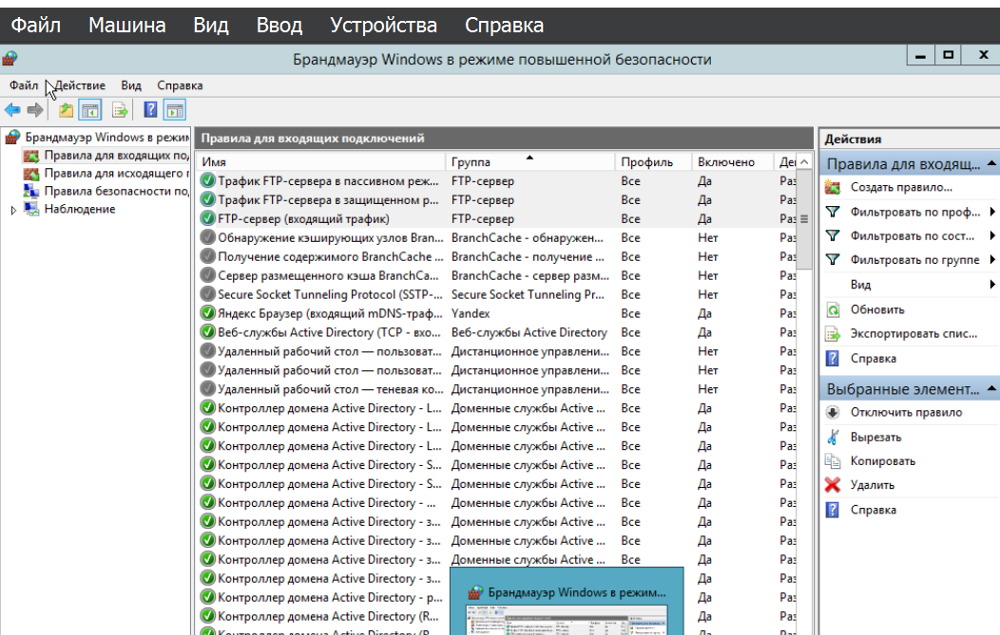 Файл Машина Вид Ввод Устройства Справка
Брандмауэр Windows в режиме повышенной безопасности
Файл Действие Вид Справка
Брандмауэр Windows в режим
Правила для входящих по
Правила для исходящего
Правила безопасности по
Наблюдение
Правила для входящих подключений
Имя Группа Профиль Включено Де
Трафик FTP-сервера в пассивном реж... FTP-сервер Все Да Раз
Трафик FTP-сервера в защищенном р... FTP-сервер Все Да Раз
FTP-сервер (входящий трафик) FTP-сервер Все Да Раз
Обнаружение кэширующих узлов Bran... BranchCache - обнаружен... Все Нет Раз
Получение содержимого BranchCache ... BranchCache - получение ... Все Нет Раз
Сервер размещенного кэша BranchCa... BranchCache - сервер разм... Все Нет Раз
Secure Socket Tunneling Protocol (SSTP-... Secure Socket Tunneling Pr... Все Нет Раз
Яндекс Браузер (входящий mDNS-траф... Yandex Все Да Раз
Веб-службы Active Directory (TCP - вхо... Веб-службы Active Directory Все Да Раз
Удаленный рабочий стол — пользоват... Дистанционное управлени... Все Нет Раз
Удаленный рабочий стол — пользоват... Дистанционное управлени... Все Нет Раз
Удаленный рабочий стол — теневая ко... Дистанционное управлени... Все Нет Раз
Контроллер домена Active Directory - L... Доменные службы Active ... Все Да Раз
Контроллер домена Active Directory - L... Доменные службы Active ... Все Да Раз
Контроллер домена Active Directory - L... Доменные службы Active ... Все Да Раз
Контроллер домена Active Directory - S... Доменные службы Active ... Все Да Раз
Контроллер домена Active Directory - S... Доменные службы Active ... Все Да Раз
Контроллер домена Active Directory - ... Доменные службы Active ... Все Да Раз
Контроллер домена Active Directory - э... Доменные службы Active ... Все Да Раз
Контроллер домена Active Directory - э... Доменные службы Active ... Все Да Раз
Контроллер домена Active Directory - э... Доменные службы Active ... Все Да Раз
Контроллер домена Active Directory - э... Да Раз
Контроллер домена Active Directory - р... Да Раз
Контроллер домена Active Directory (R... Да Раз
Контроллер домена Active Directory Да Раз
Брандмауэр Windows в режим...
Действия
Правила для входящ...
Создать правило...
Фильтровать по проф...
Фильтровать по сост...
Фильтровать по группе
Вид
Обновить
Экспортировать спис...
Справка
Выбранные элемент...
Отключить правило
Вырезать
Копировать
Удалить
Справка